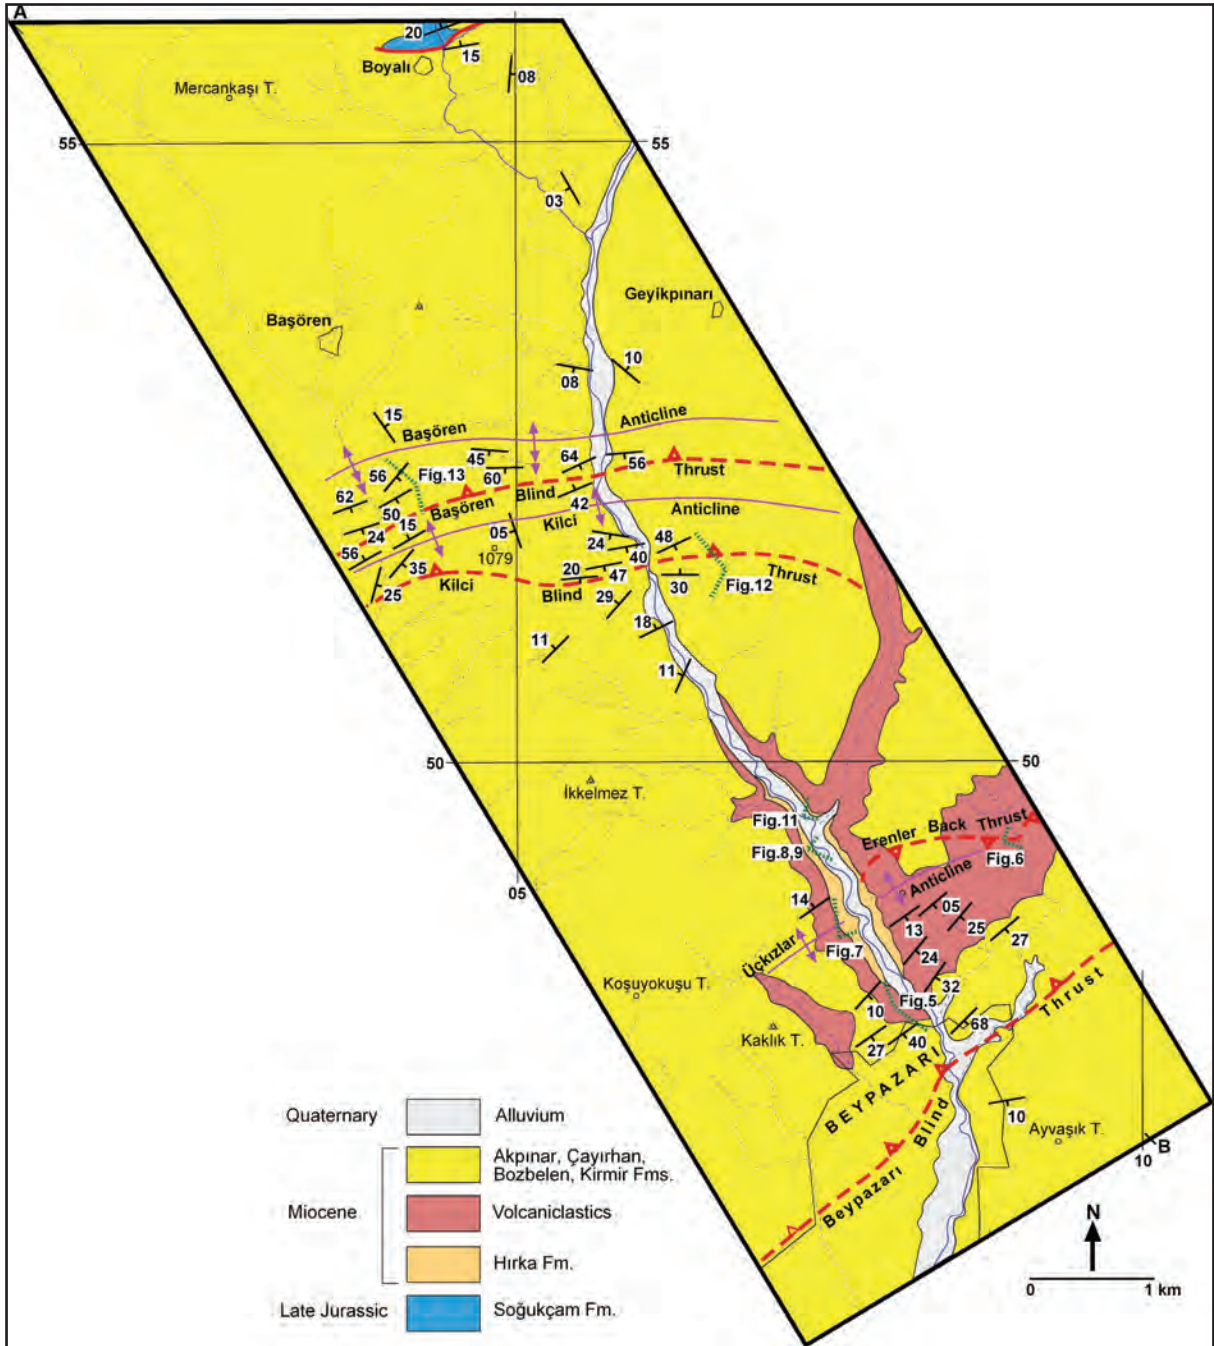 A
20
15
Boyalı
08
Mercankaşı T.
55
55
03
Geyikpınarı
Başören
10
08
15
Başören
Anticline
45
64
56
56
Fig.13
60
Thrust
62
50
Başören
Blind
42
Anticline
24
15
05
Kilci
24
48
56
1079
40
35
20
47
Thrust
25
Kilci
Blind
29
30
Fig.12
18
11
11
50
50
İkkelmez T.
Fig.11
Erenler Back Thrust
Fig.8,9
Fig.6
05
Anticline
14
05
13
25
27
Fig.7
24
Üçkızlar
Koşuyokuşu T.
32
Fig.5
Thrust
10
68
Kaklık T.
27
40
BEYPAZARI
Blind
10
Ayvaşık T.
B
10
Beypazarı
Quaternary
Alluvium
Akpınar, Çayırhan,
Bozbelen, Kirmir Fms.
Miocene
Volcaniclastics
N
Hırka Fm.
0
1 km
Late Jurassic
Soğukçam Fm.